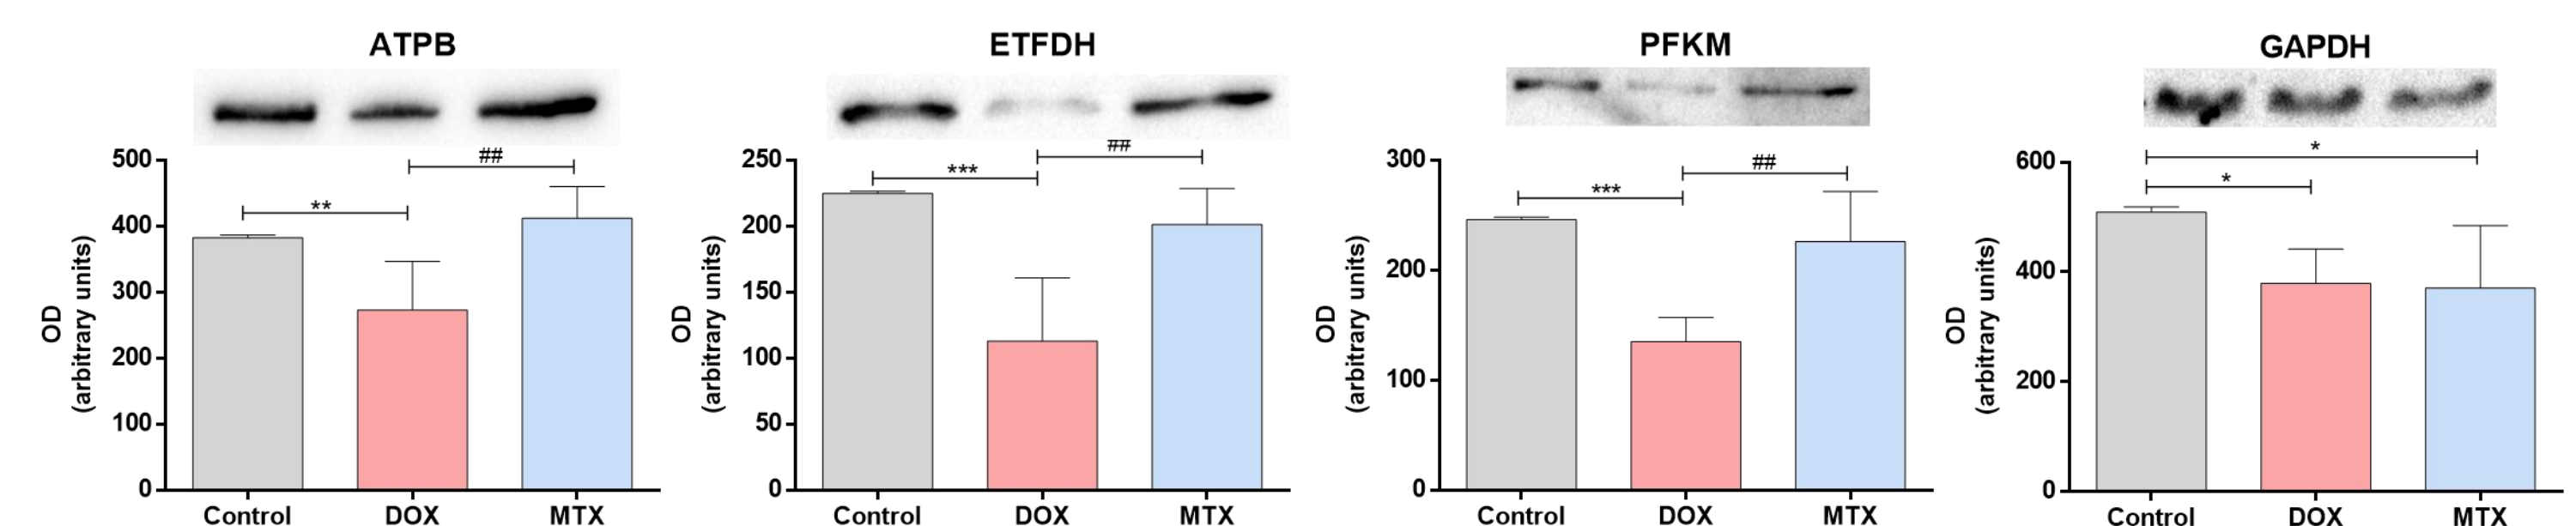 ATPB
##
**
500
400
300
200
100
0
OD
(arbitrary units)
Control DOX MTX
ETFDH
##
***
250
200
150
100
50
0
OD
(arbitrary units)
Control DOX MTX
PFKM
##
***
300
200
100
0
OD
(arbitrary units)
Control DOX MTX
GAPDH
*
*
600
400
200
0
OD
(arbitrary units)
Control DOX MTX